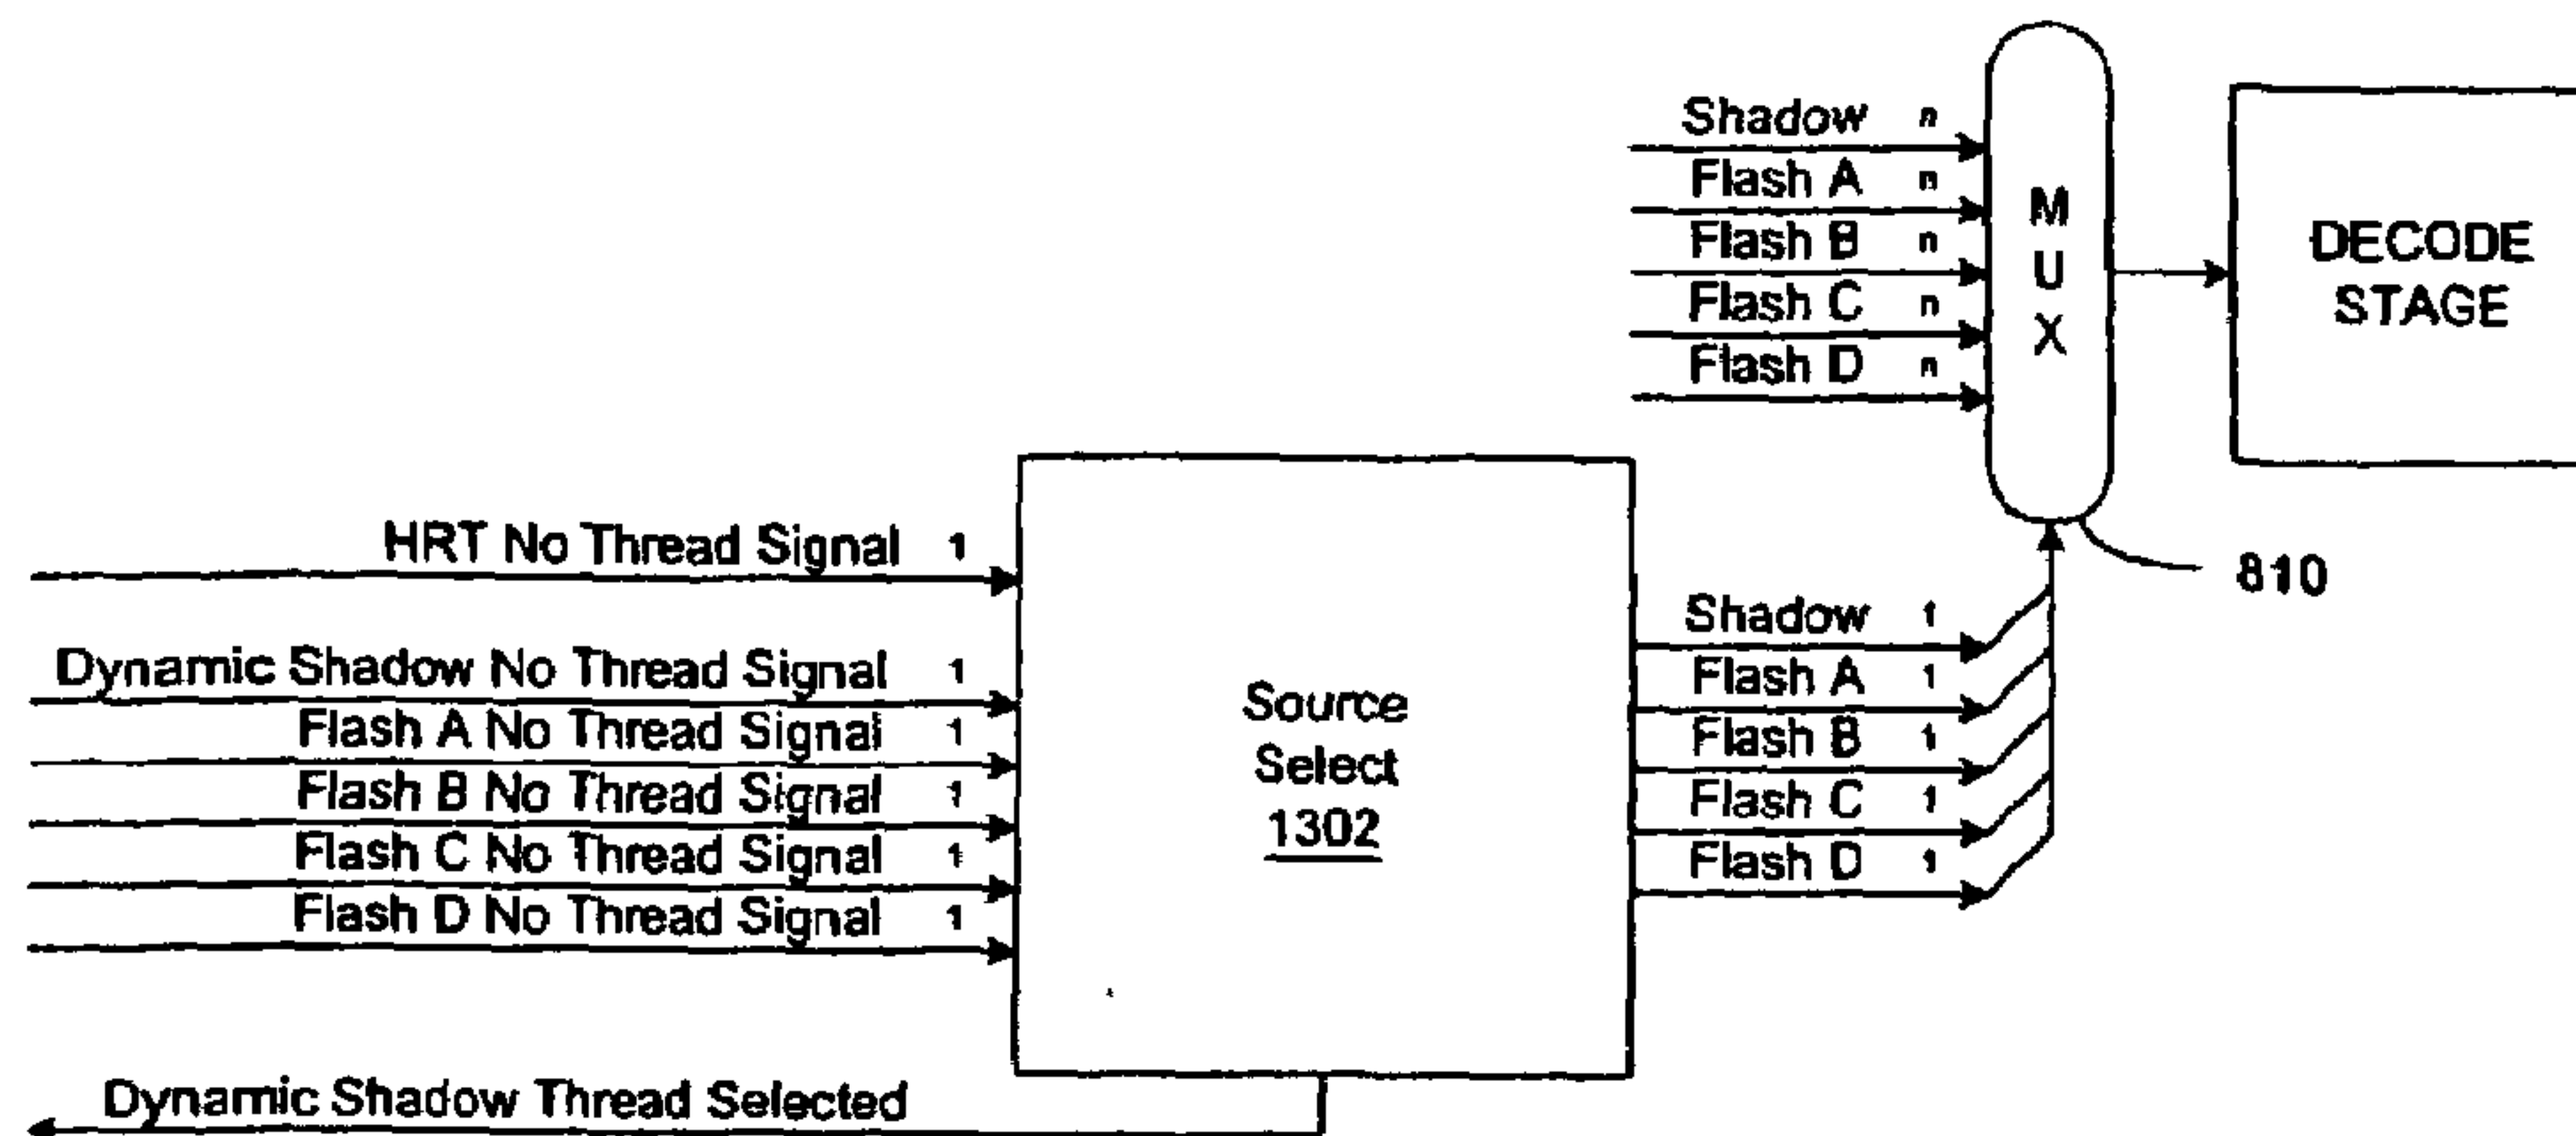 Shadow n
Flash A n
Flash B n
Flash C n
Flash D n
MUX
DECODE
STAGE
810
HRT No Thread Signal 1
Dynamic Shadow No Thread Signal 1
Flash A No Thread Signal 1
Flash B No Thread Signal 1
Flash C No Thread Signal 1
Flash D No Thread Signal 1
Source
Select
1302
Shadow 1
Flash A 1
Flash B 1
Flash C 1
Flash D 1
Dynamic Shadow Thread Selected